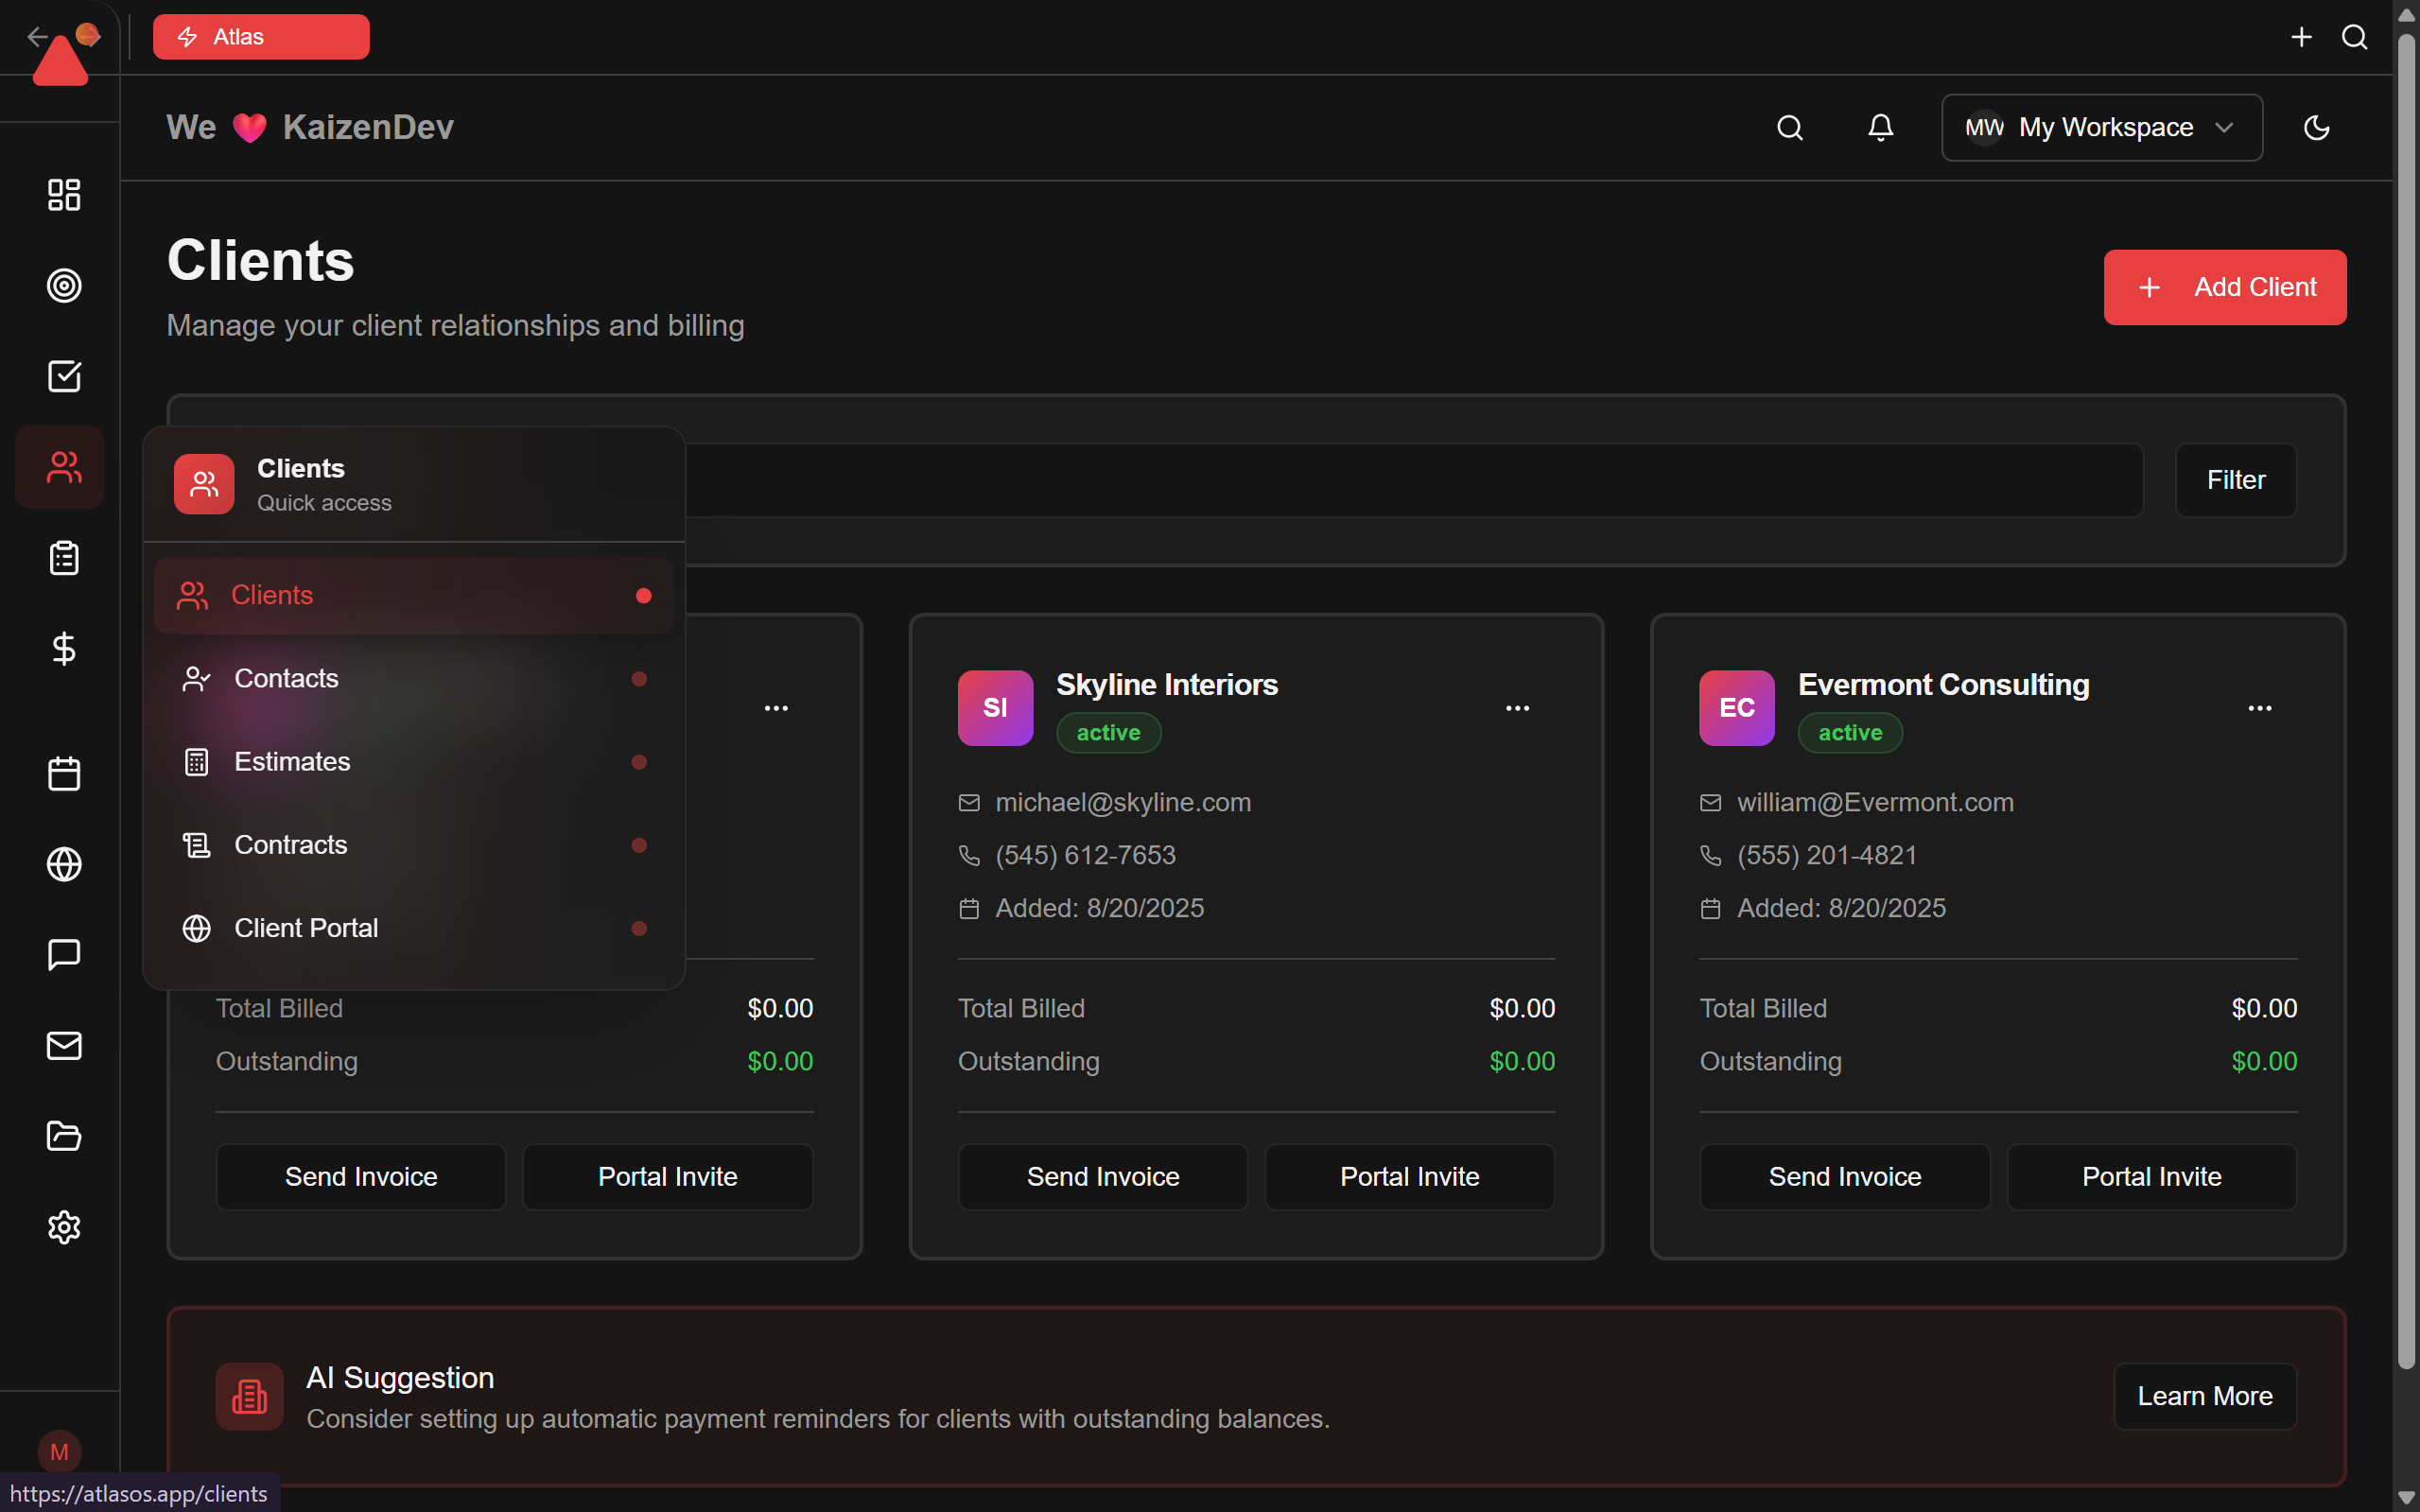 Atlas
We ❤️ KaizenDev
MW My Workspace
Clients
Manage your client relationships and billing
Add Client
Filter
Clients
Quick access
Clients
Contacts
Estimates
Contracts
Client Portal
Total Billed $0.00
Outstanding $0.00
Send Invoice Portal Invite
SI Skyline Interiors
active
michael@skyline.com
(545) 612-7653
Added: 8/20/2025
Total Billed $0.00
Outstanding $0.00
Send Invoice Portal Invite
EC Evermont Consulting
active
william@Evermont.com
(555) 201-4821
Added: 8/20/2025
Total Billed $0.00
Outstanding $0.00
Send Invoice Portal Invite
AI Suggestion
Consider setting up automatic payment reminders for clients with outstanding balances.
Learn More
M
https://atlasos.app/clients